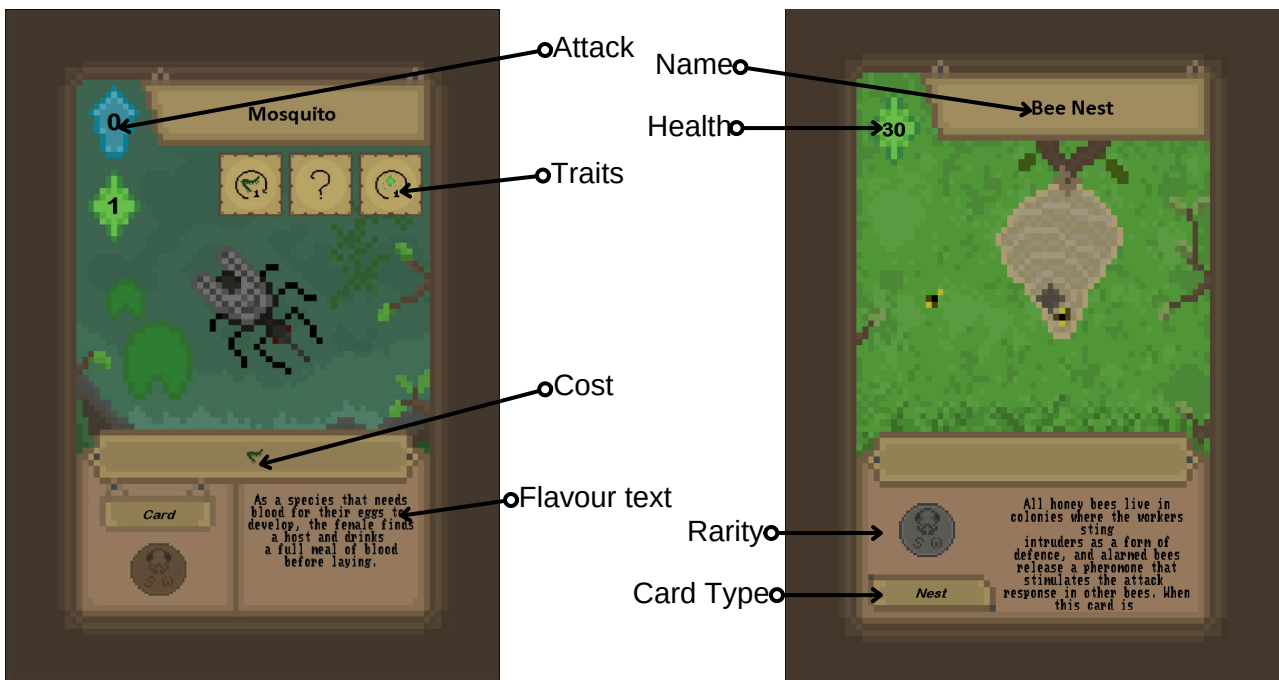 Attack
Name
Mosquito
0
Bee Nest
Health
30
Traits
1
1
?
1
Cost
Flavour text
Card
As a species that needs
blood for their eggs to
develop, the female finds
a host and drinks
a full meal of blood
before laying.
S W
Rarity
S W
All honey bees live in
colonies where the workers
sting
intruders as a form of
defence, and alarmed bees
release a pheromone that
stimulates the attack
response in other bees. When
this card is
Card Type
Nest